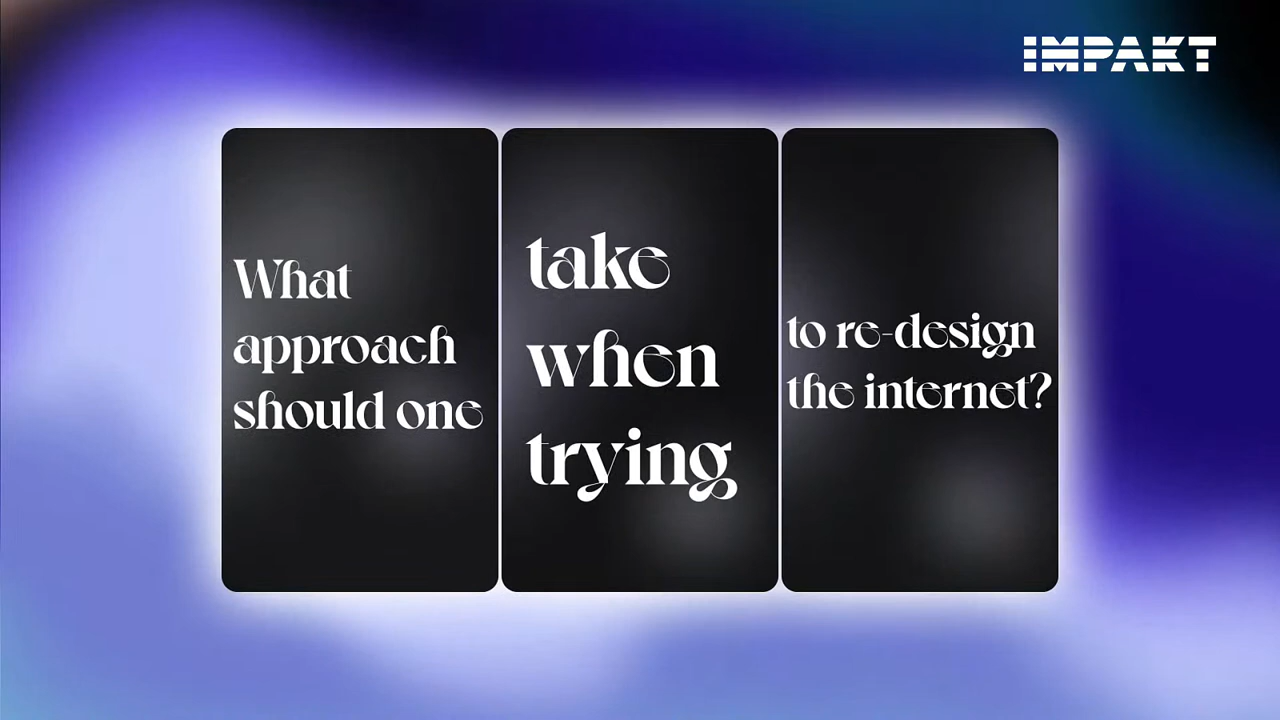 IMPAKT
What
approach
should one
take
when
trying
to re-design
the internet?